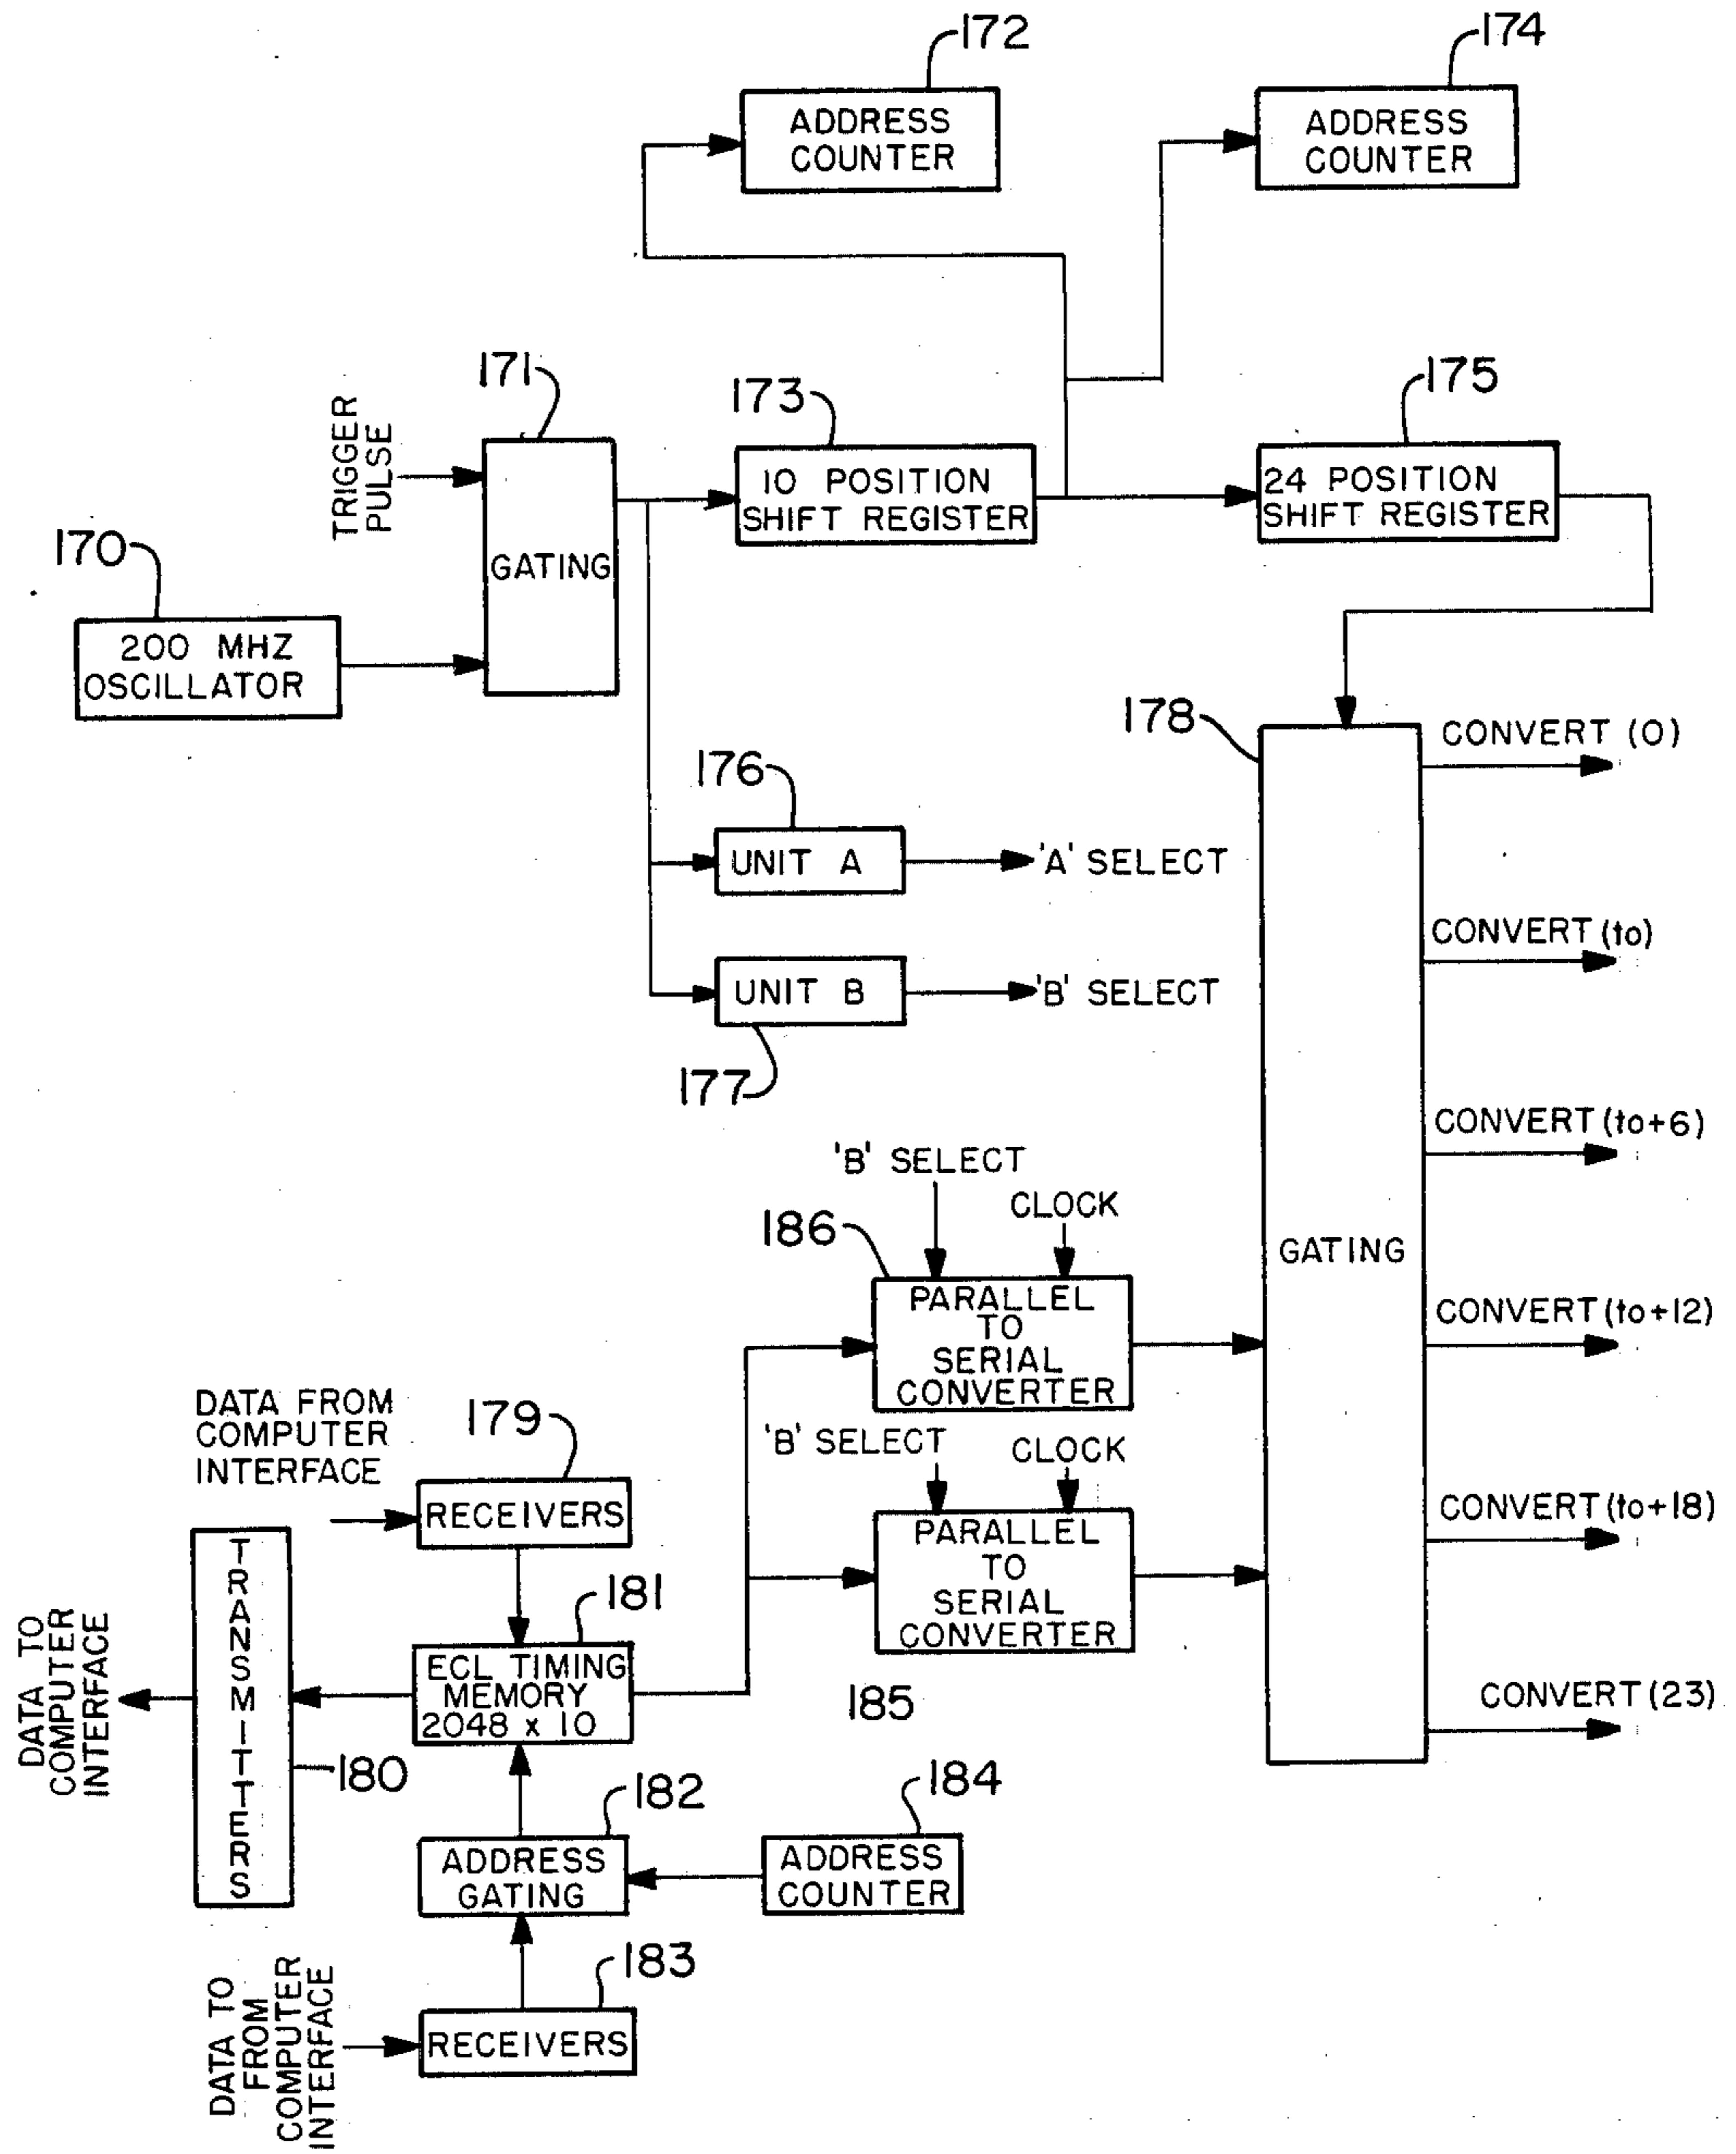 172
174
ADDRESS
COUNTER
ADDRESS
COUNTER
171
173
175
TRIGGER
PULSE
10 POSITION
SHIFT REGISTER
24 POSITION
SHIFT REGISTER
170
GATING
200 MHZ
OSCILLATOR
178
CONVERT (0)
176
UNIT A
'A' SELECT
CONVERT (to)
UNIT B
'B' SELECT
177
CONVERT (to+6)
'B' SELECT
CLOCK
186
GATING
PARALLEL
TO
SERIAL
CONVERTER
CONVERT (to+12)
DATA FROM
COMPUTER
INTERFACE
179
'B' SELECT
CLOCK
RECEIVERS
PARALLEL
TO
SERIAL
CONVERTER
CONVERT (to+18)
TRANSMITTERS
181
DATA TO
COMPUTER
INTERFACE
ECL TIMING
MEMORY
2048 x 10
185
CONVERT (23)
180
182
184
ADDRESS
GATING
ADDRESS
COUNTER
183
DATA TO
FROM
COMPUTER
INTERFACE
RECEIVERS